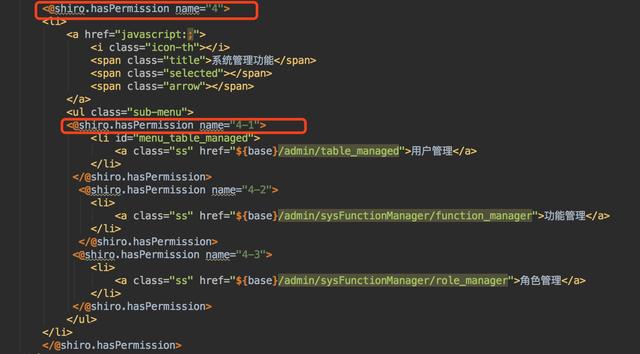 <@shiro.hasPermission name="4">
<li>
<a href="javascript:;">
<i class="icon-th"></i>
<span class="title">系统管理功能</span>
<span class="selected"></span>
<span class="arrow"></span>
</a>
<ul class="sub-menu">
<@shiro.hasPermission name="4-1">
<li id="menu_table_managed">
<a class="ss" href="${base}/admin/table_managed">用户管理</a>
</li>
</@shiro.hasPermission>
<@shiro.hasPermission name="4-2">
<li>
<a class="ss" href="${base}/admin/sysFunctionManager/function_manager">功能管理</a>
</li>
</@shiro.hasPermission>
<@shiro.hasPermission name="4-3">
<li>
<a class="ss" href="${base}/admin/sysFunctionManager/role_manager">角色管理</a>
</li>
</@shiro.hasPermission>
</ul>
</li>
</@shiro.hasPermission>